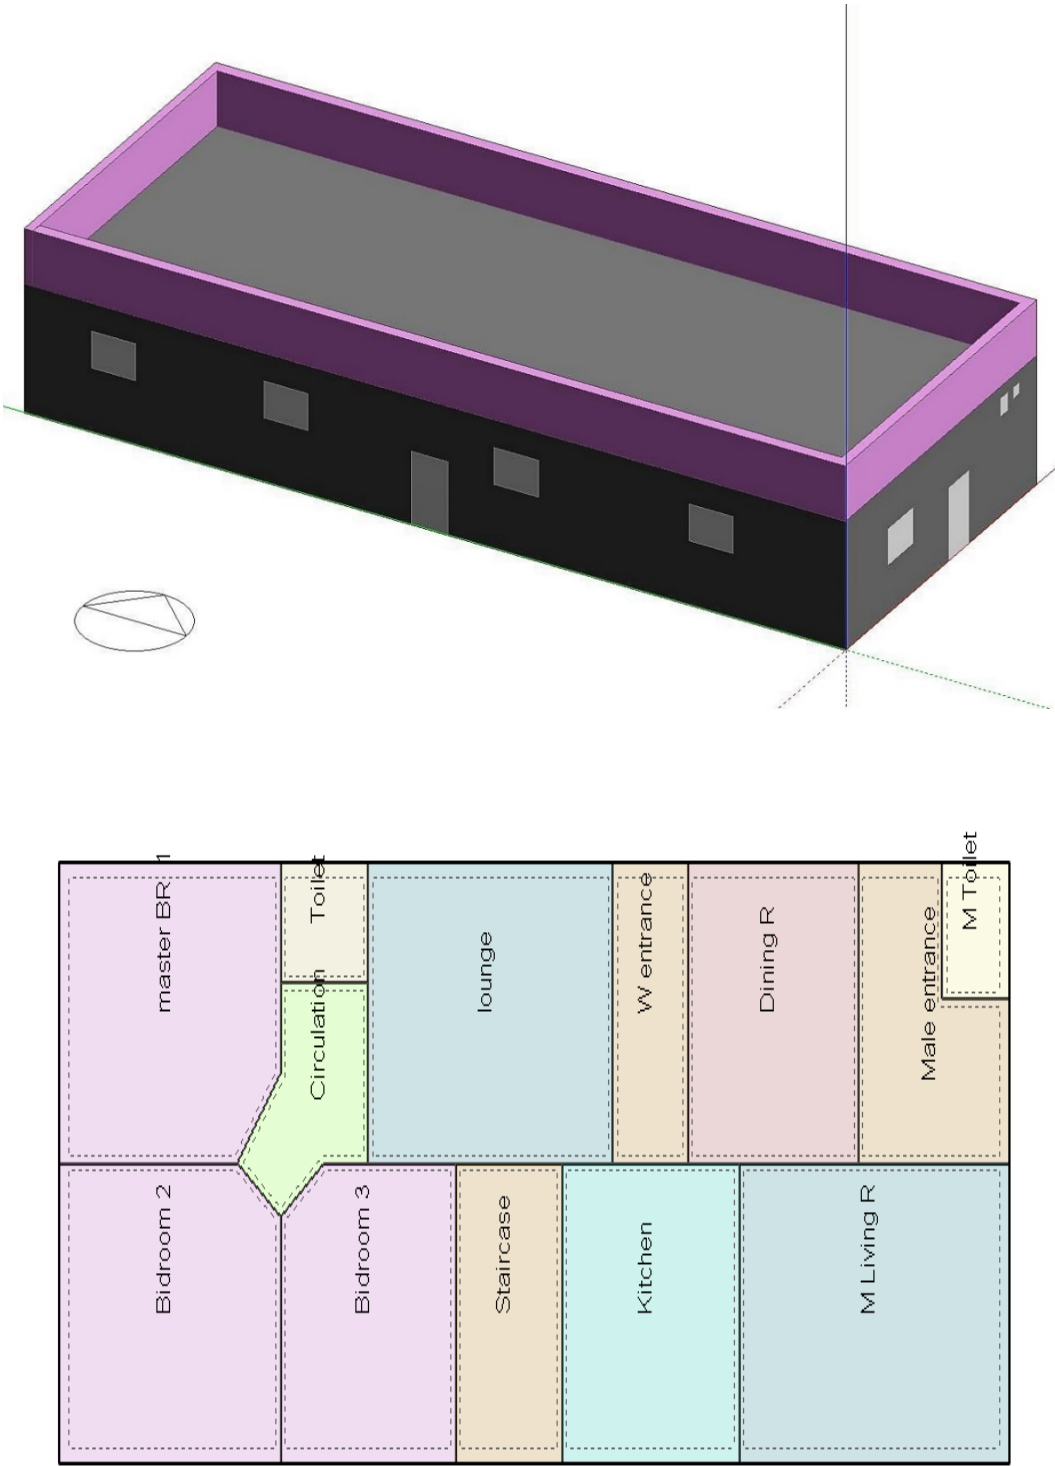 master BR 1
Toilet
Circulation
lounge
W entrance
Dining R
Male entrance
M Toilet
Bidroom 2
Bidroom 3
Staircase
Kitchen
M Living R